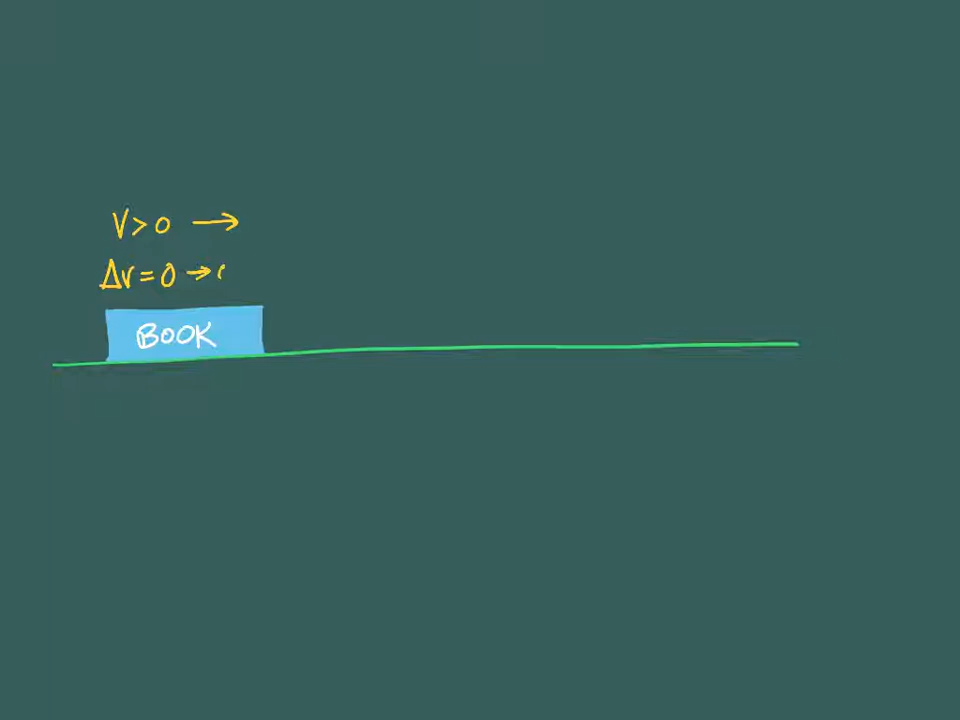 V > 0 →
Δv = 0 →
BOOK